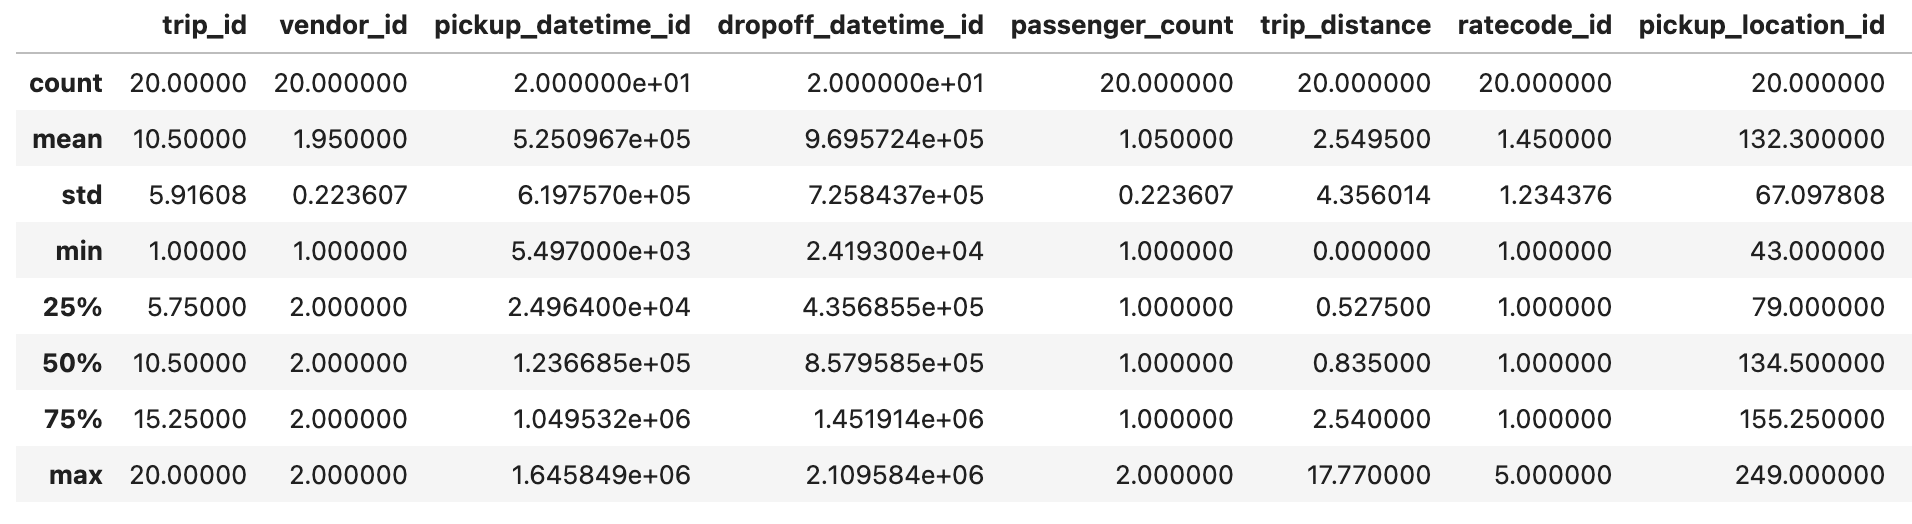 trip_id vendor_id pickup_datetime_id dropoff_datetime_id passenger_count trip_distance ratecode_id pickup_location_id
count 20.00000 20.000000 2.000000e+01 2.000000e+01 20.000000 20.000000 20.000000 20.000000
mean 10.50000 1.950000 5.250967e+05 9.695724e+05 1.050000 2.549500 1.450000 132.300000
std 5.91608 0.223607 6.197570e+05 7.258437e+05 0.223607 4.356014 1.234376 67.097808
min 1.00000 1.000000 5.497000e+03 2.419300e+04 1.000000 0.000000 1.000000 43.000000
25% 5.75000 2.000000 2.496400e+04 4.356855e+05 1.000000 0.527500 1.000000 79.000000
50% 10.50000 2.000000 1.236685e+05 8.579585e+05 1.000000 0.835000 1.000000 134.500000
75% 15.25000 2.000000 1.049532e+06 1.451914e+06 1.000000 2.540000 1.000000 155.250000
max 20.00000 2.000000 1.645849e+06 2.109584e+06 2.000000 17.770000 5.000000 249.000000